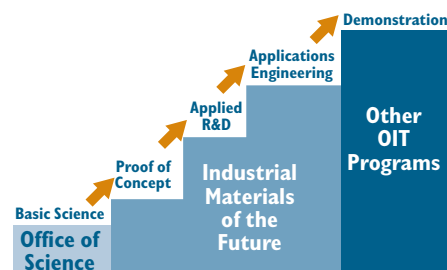 Demonstration
Applications
Engineering
Applied
R&D
Proof of
Concept
Basic Science
Office of
Science
Industrial
Materials
of the
Future
Other
OIT
Programs